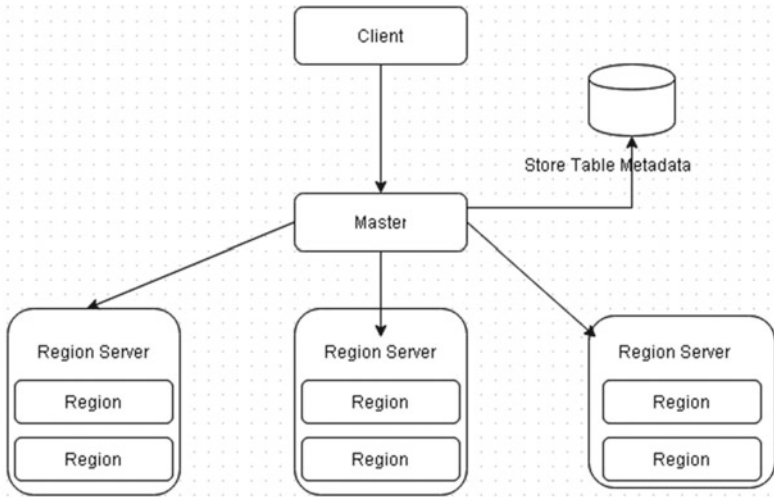 Client
Store Table Metadata
Master
Region Server
Region
Region
Region Server
Region
Region
Region Server
Region
Region